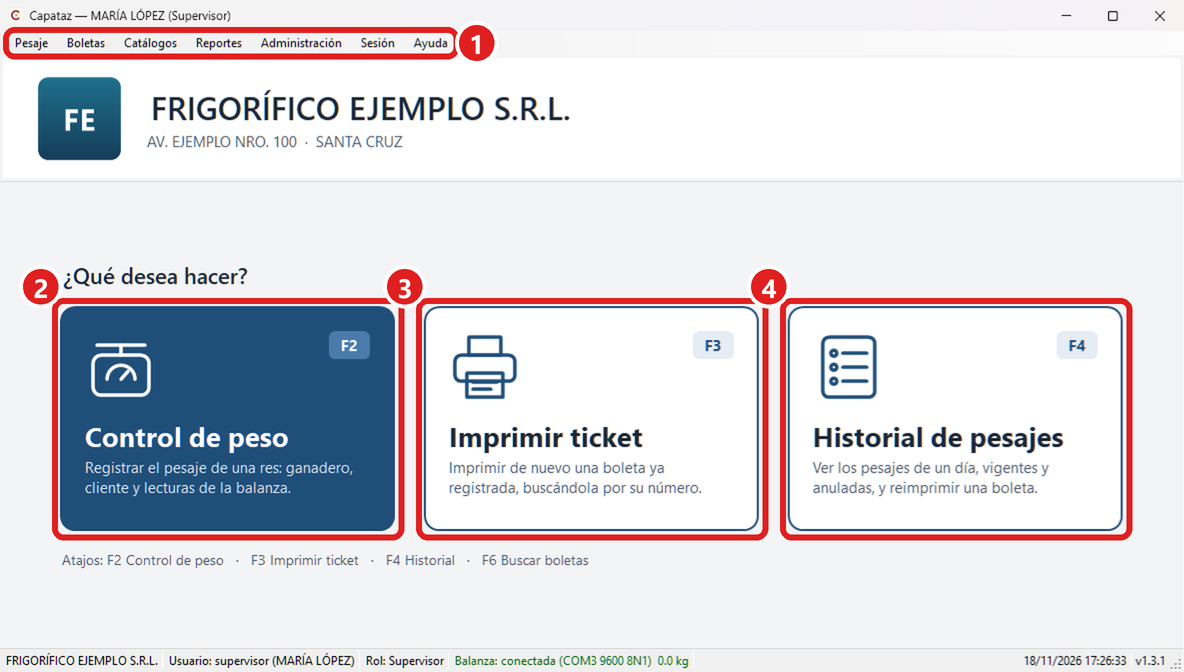 C Capataz — MARÍA LÓPEZ (Supervisor)
Pesaje Boletas Catálogos Reportes Administración Sesión Ayuda 1
FE
FRIGORÍFICO EJEMPLO S.R.L.
AV. EJEMPLO NRO. 100 · SANTA CRUZ
¿Qué desea hacer?
2
F2
Control de peso
Registrar el pesaje de una res: ganadero,
cliente y lecturas de la balanza.
3
F3
Imprimir ticket
Imprimir de nuevo una boleta ya
registrada, buscándola por su número.
4
F4
Historial de pesajes
Ver los pesajes de un día, vigentes y
anuladas, y reimprimir una boleta.
Atajos: F2 Control de peso · F3 Imprimir ticket · F4 Historial · F6 Buscar boletas
FRIGORÍFICO EJEMPLO S.R.L. Usuario: supervisor (MARÍA LÓPEZ) Rol: Supervisor Balanza: conectada (COM3 9600 8N1) 0.0 kg 18/11/2026 17:26:33 v1.3.1